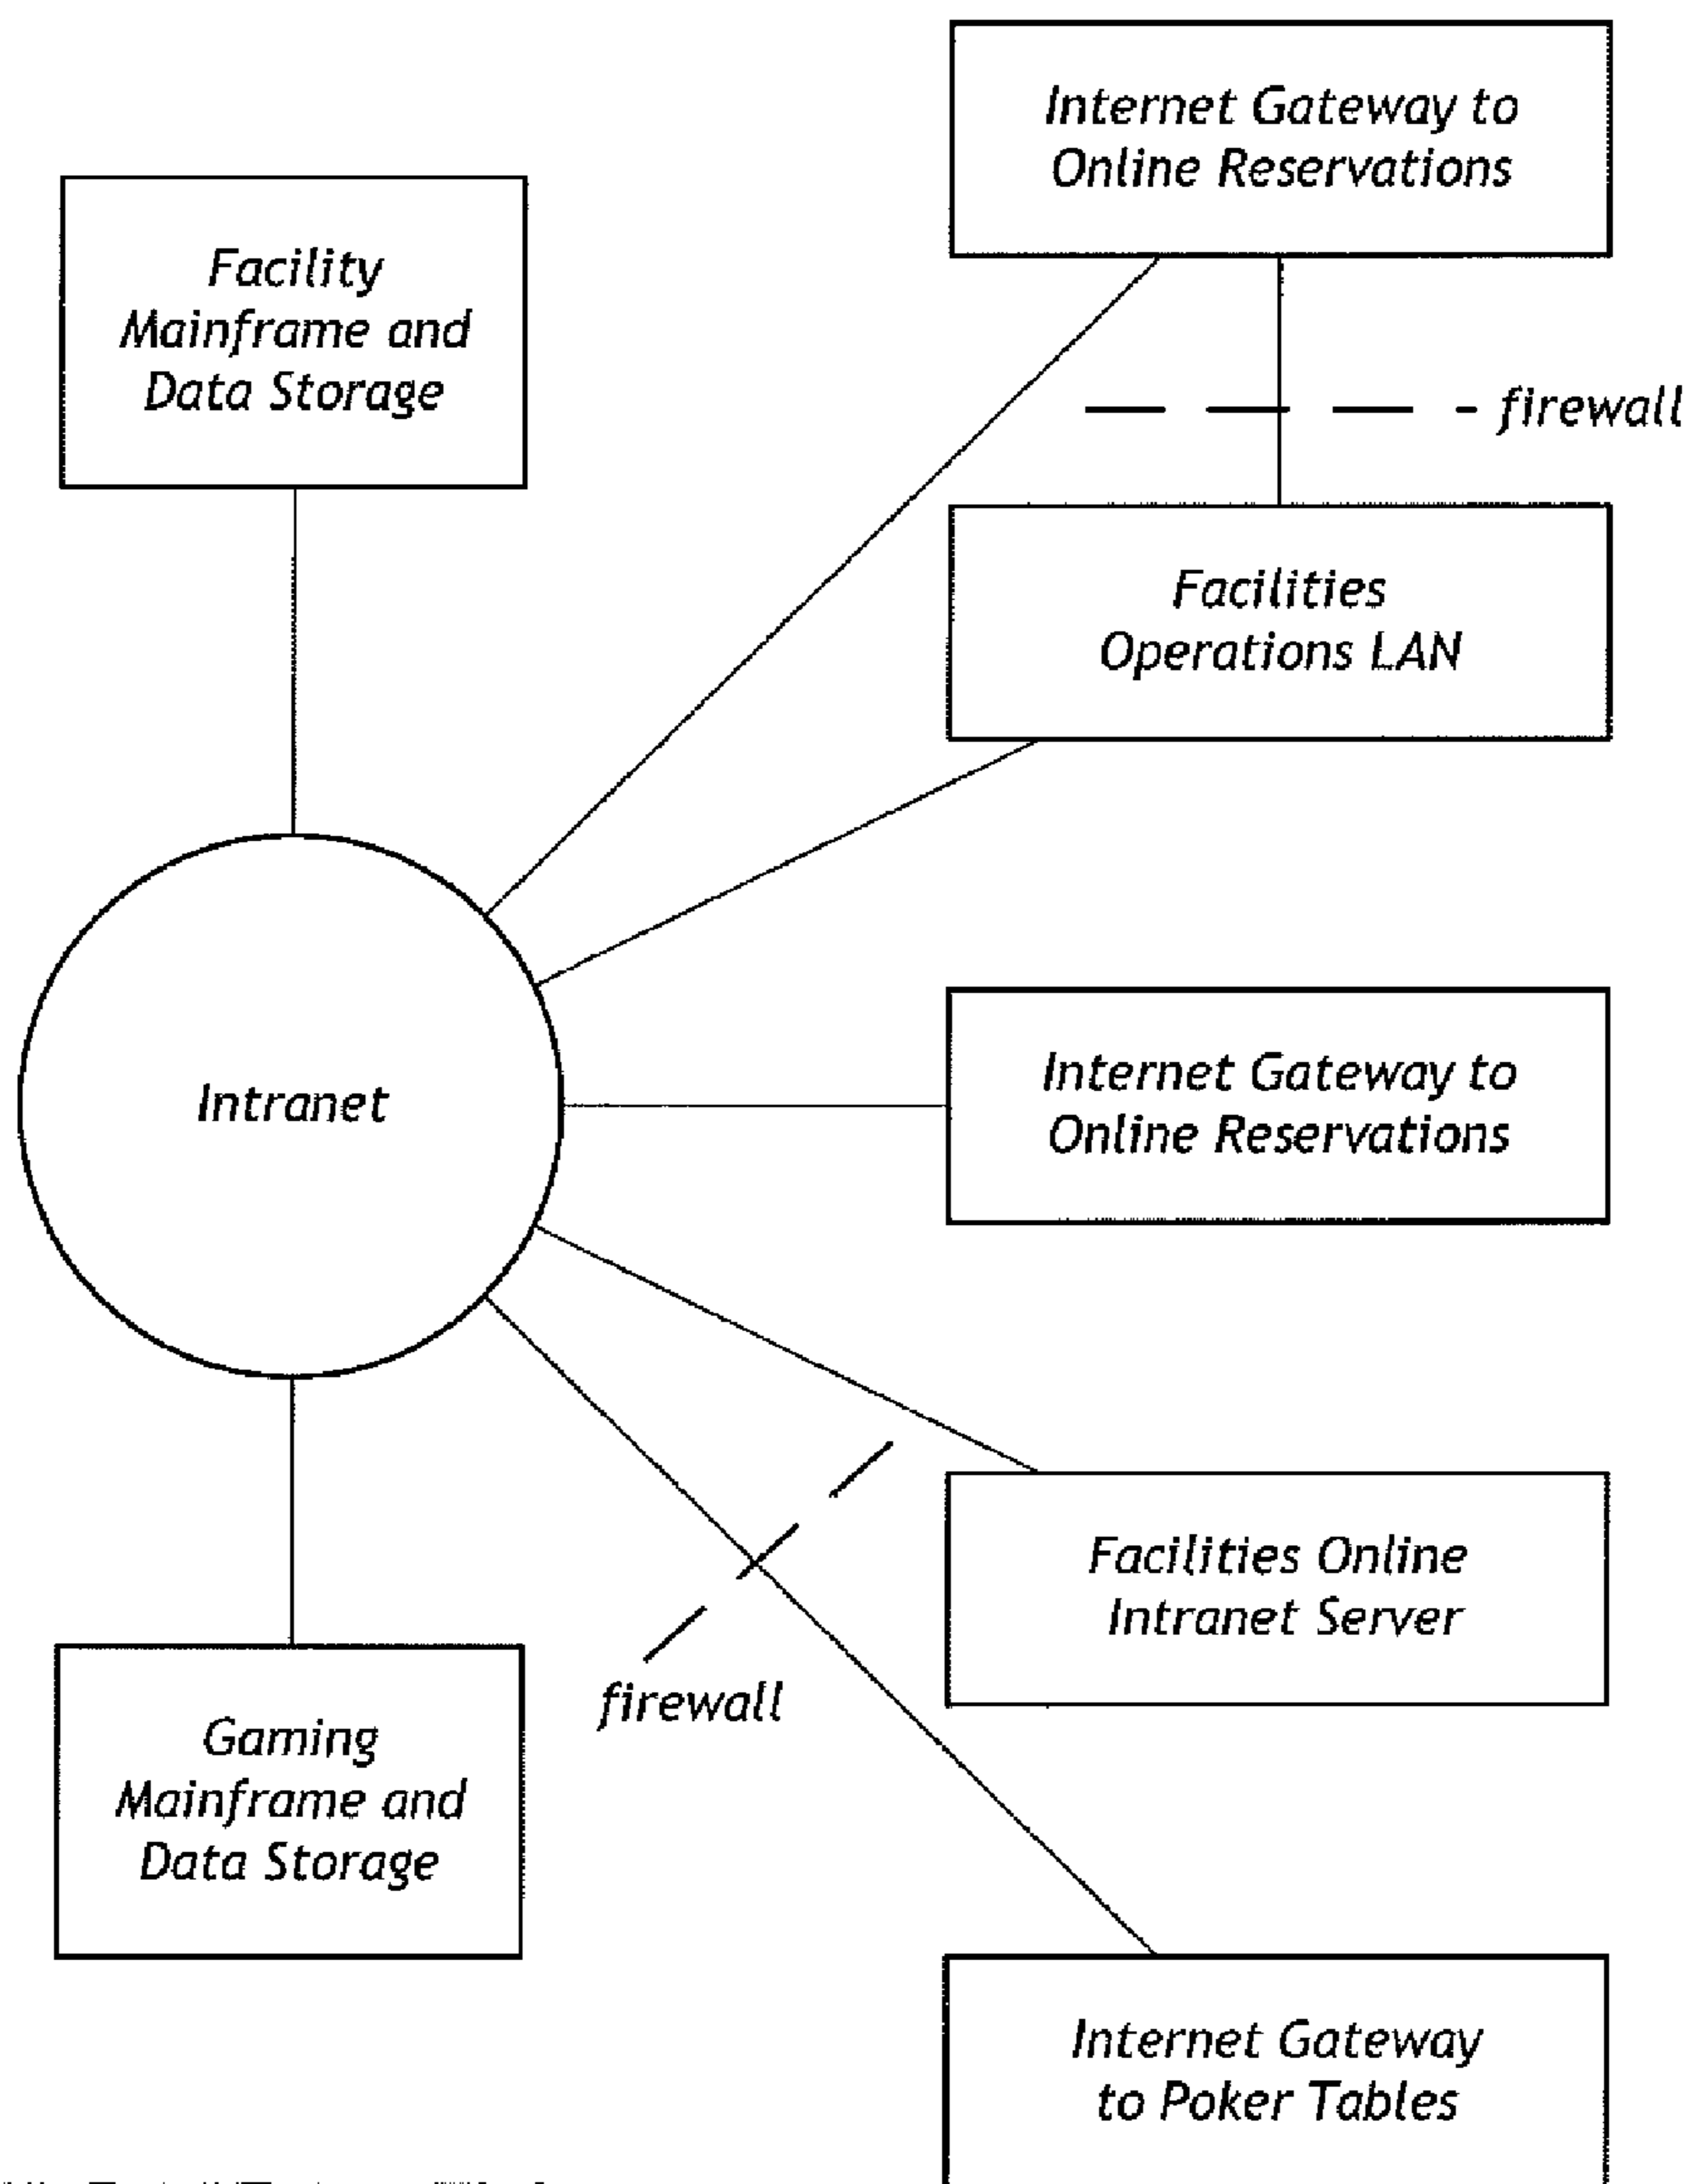 Internet Gateway to
Online Reservations
Facility
Mainframe and
Data Storage
firewall
Facilities
Operations LAN
Intranet
Internet Gateway to
Online Reservations
Facilities Online
Intranet Server
firewall
Gaming
Mainframe and
Data Storage
Internet Gateway
to Poker Tables